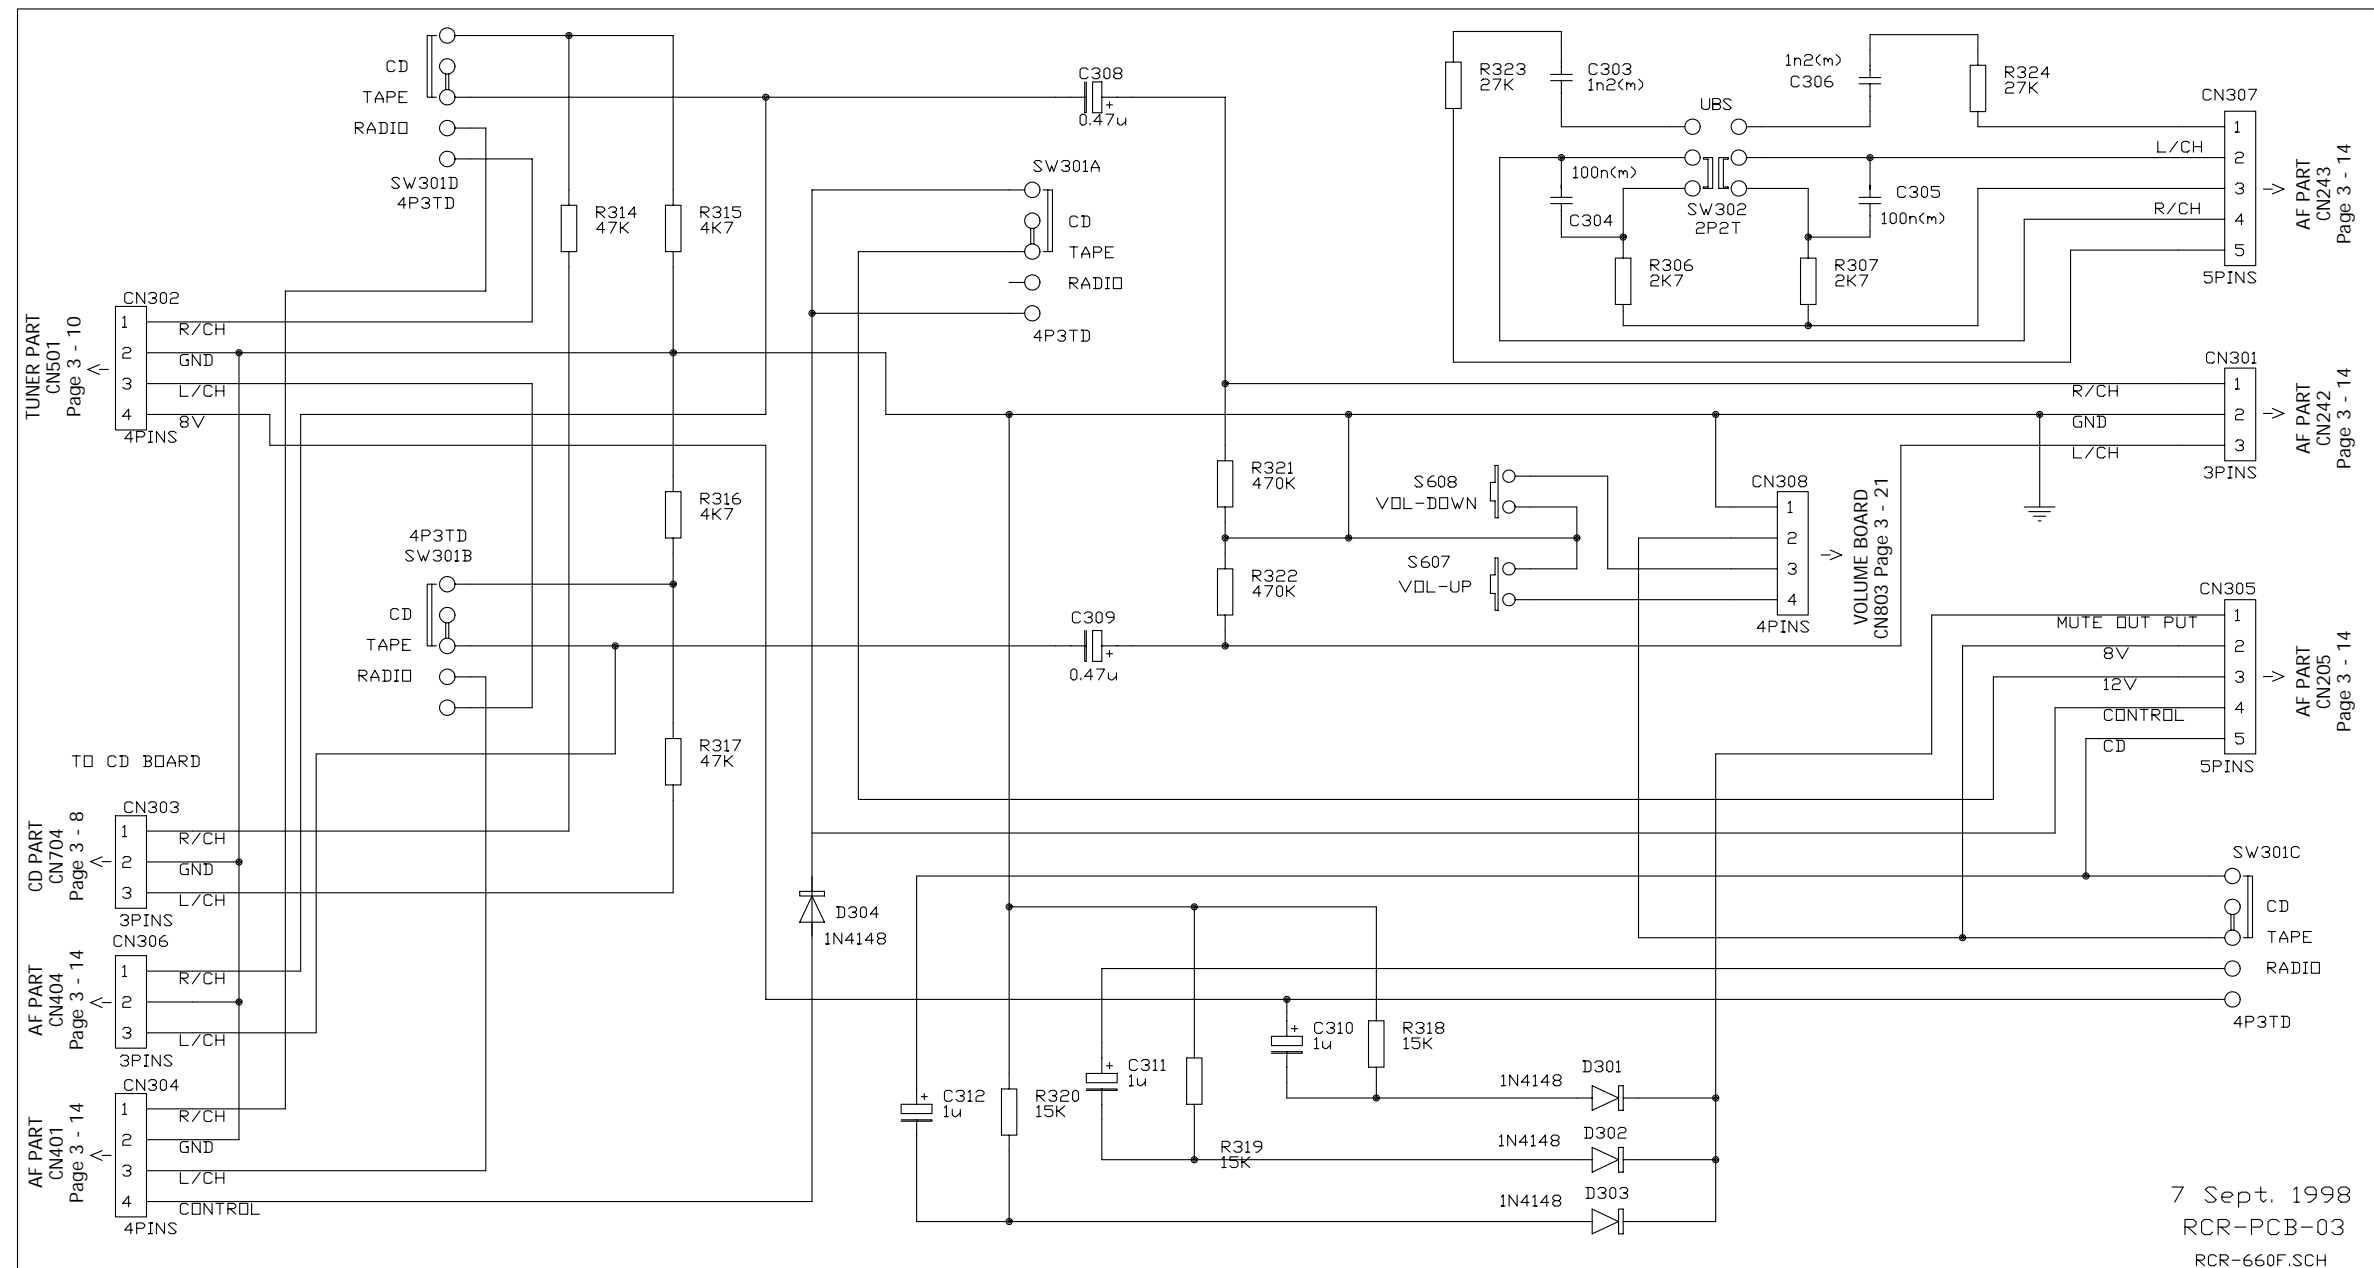 CD
TAPE
RADIO
SW301D
4P3TD
R314
47K
R315
4K7
C308
+
0.47u
SW301A
CD
TAPE
RADIO
4P3TD
R323
27K
C303
1n2(m)
1n2(m)
C306
R324
27K
UBS
100n(m)
C304
SW302
2P2T
C305
100n(m)
R306
2K7
R307
2K7
CN307
1
2
3
4
5
L/CH
R/CH
5PINS
AF PART
CN243
Page 3 - 14
TUNER PART
CN501
Page 3 - 10
CN302
1
2
3
4
R/CH
GND
L/CH
8V
4PINS
CN301
1
2
3
R/CH
GND
L/CH
3PINS
AF PART
CN242
Page 3 - 14
R316
4K7
4P3TD
SW301B
CD
TAPE
RADIO
R317
47K
R321
470K
R322
470K
C309
+
0.47u
S608
VOL-DOWN
S607
VOL-UP
CN308
1
2
3
4
4PINS
VOLUME BOARD
CN803 Page 3 - 21
CN305
1
2
3
4
5
MUTE OUT PUT
8V
12V
CONTROL
CD
5PINS
AF PART
CN205
Page 3 - 14
TO CD BOARD
CD PART
CN704
Page 3 - 8
CN303
1
2
3
R/CH
GND
L/CH
3PINS
AF PART
CN404
Page 3 - 14
CN306
1
2
3
R/CH
L/CH
3PINS
AF PART
CN401
Page 3 - 14
CN304
1
2
3
4
R/CH
GND
L/CH
CONTROL
4PINS
D304
1N4148
SW301C
CD
TAPE
RADIO
4P3TD
+
C312
1u
R320
15K
+
C311
1u
R319
15K
+
C310
1u
R318
15K
1N4148
D301
1N4148
D302
1N4148
D303
7 Sept. 1998
RCR-PCB-03
RCR-660F.SCH